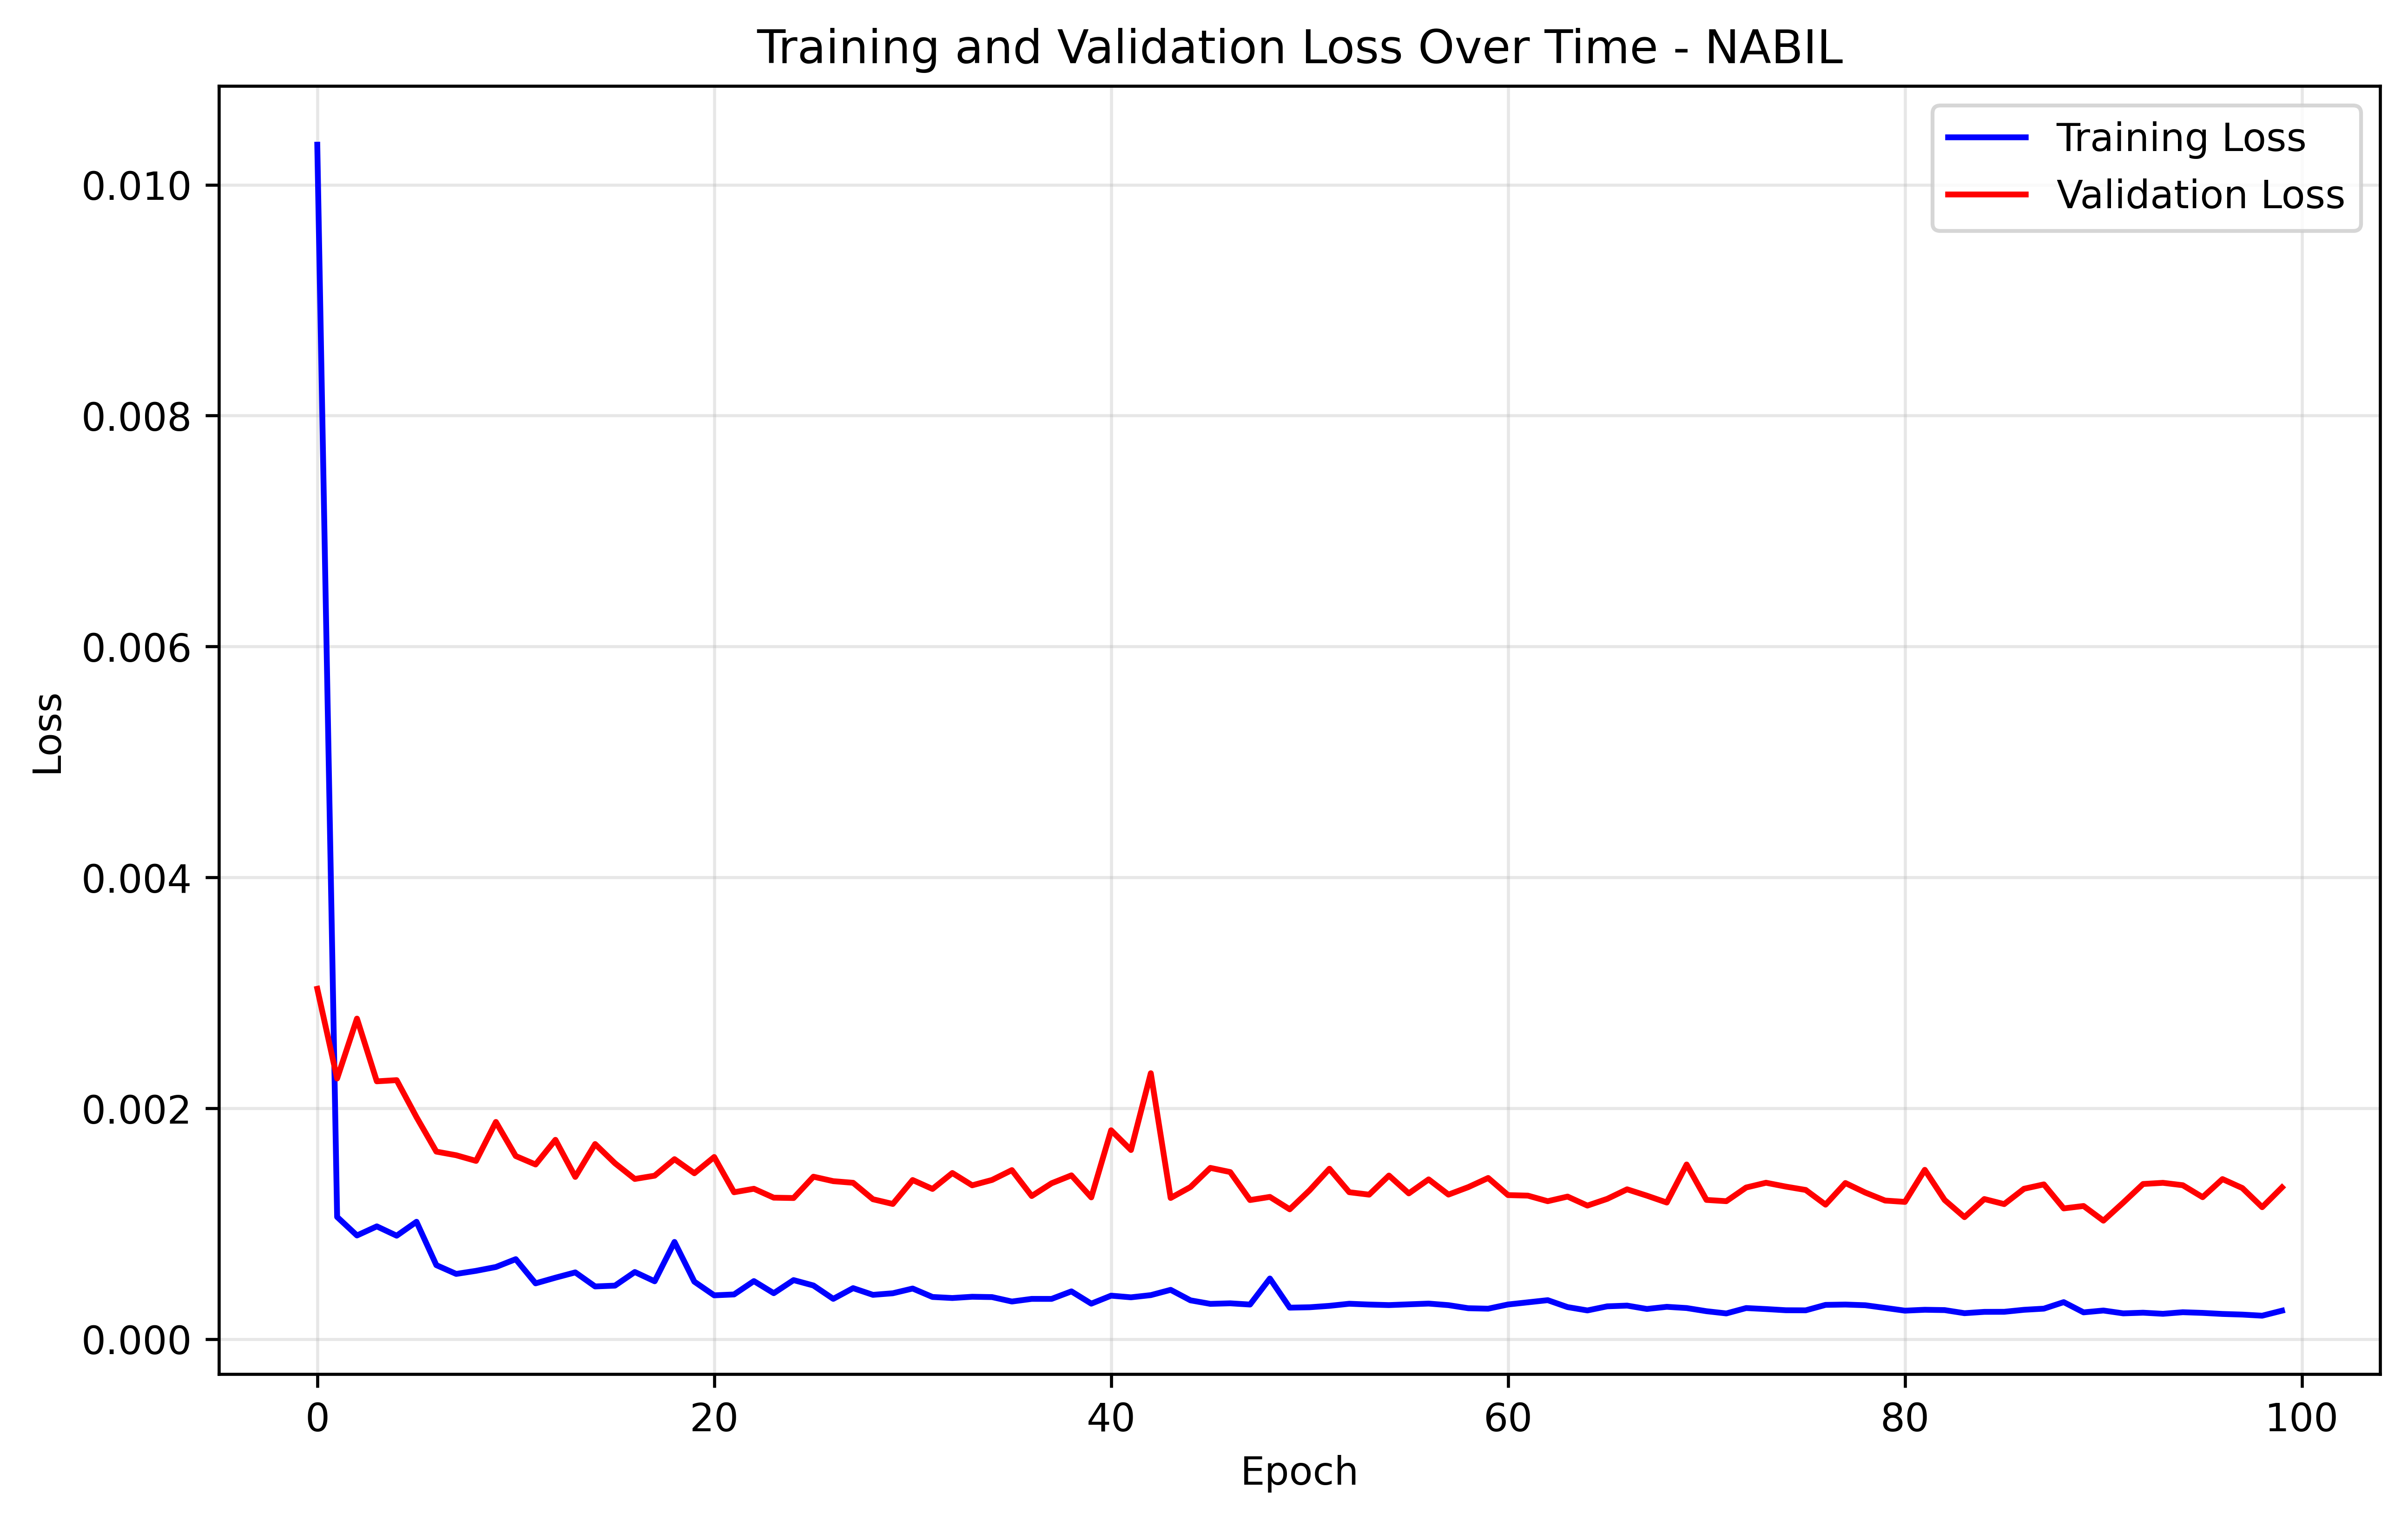 Training and Validation Loss Over Time - NABIL
Training Loss
Validation Loss
0.010
0.008
0.006
0.004
0.002
0.000
Loss
0 20 40 60 80 100
Epoch